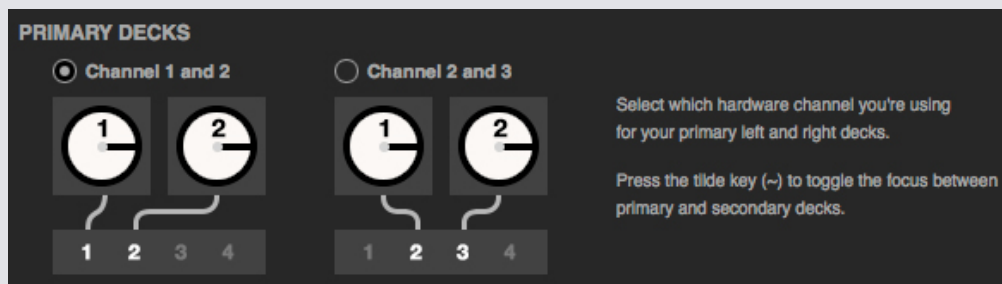 PRIMARY DECKS
Channel 1 and 2
Channel 2 and 3
1 2
1 2
1 2 3 4
1 2 3 4
Select which hardware channel you're using
for your primary left and right decks.
Press the tilde key (~) to toggle the focus between
primary and secondary decks.